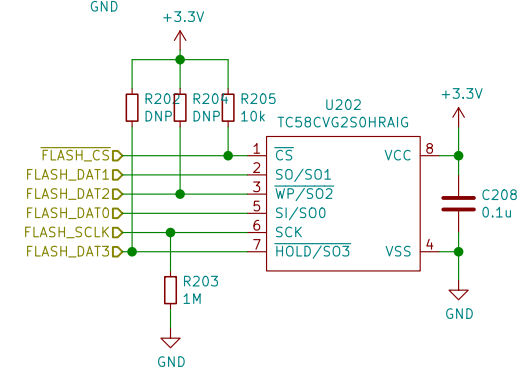 GND
+3.3V
R202 R204 R205
DNP DNP 10k
+3.3V
U202
TC58CVG2S0HRAIG
FLASH_CS 1 CS VCC 8
FLASH_DAT1 2 SO/SO1
FLASH_DAT2 3 WP/SO2
FLASH_DAT0 5 SI/SO0
FLASH_SCLK 6 SCK
FLASH_DAT3 7 HOLD/SO3 VSS 4
C208
0.1u
R203
1M
GND
GND